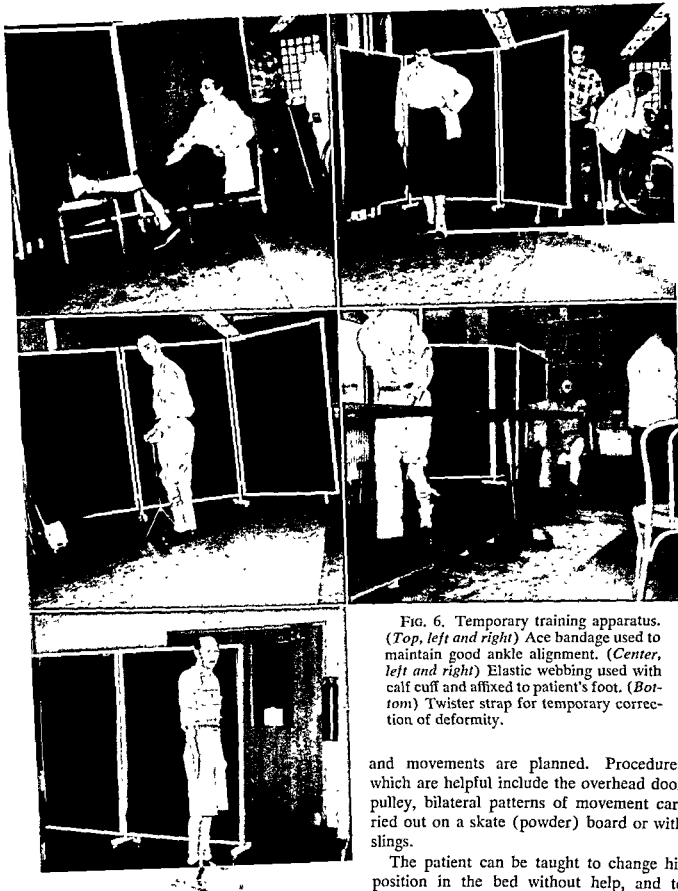 FIG. 6. Temporary training apparatus.
(Top, left and right) Ace bandage used to
maintain good ankle alignment. (Center,
left and right) Elastic webbing used with
calf cuff and affixed to patient's foot. (Bot-
tom) Twister strap for temporary correc-
tion of deformity.
and movements are planned. Procedure
which are helpful include the overhead doo
pulley, bilateral patterns of movement car
ried out on a skate (powder) board or with
slings.
The patient can be taught to change hi
position in the bed without help, and to